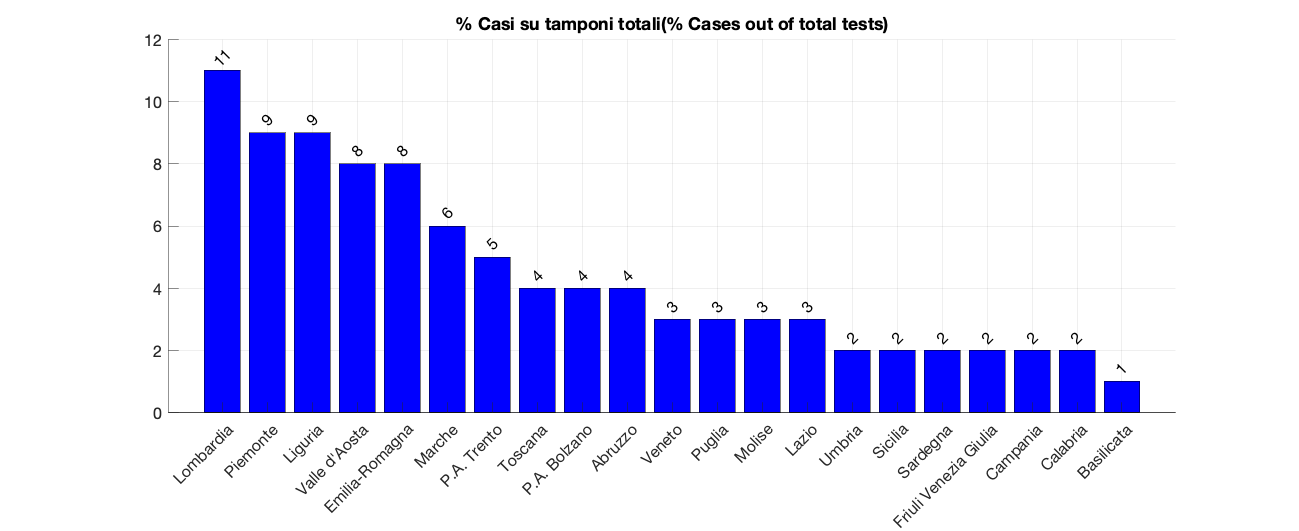 % Casi su tamponi totali(% Cases out of total tests)
12
10
8
6
4
2
0
11
9
9
8
8
6
5
4
4
4
3
3
3
3
2
2
2
2
2
2
1
Lombardia
Piemonte
Liguria
Valle d'Aosta
Emilia-Romagna
Marche
P.A. Trento
Toscana
P.A. Bolzano
Abruzzo
Veneto
Puglia
Molise
Lazio
Umbria
Sicilia
Sardegna
Friuli Venezia Giulia
Campania
Calabria
Basilicata